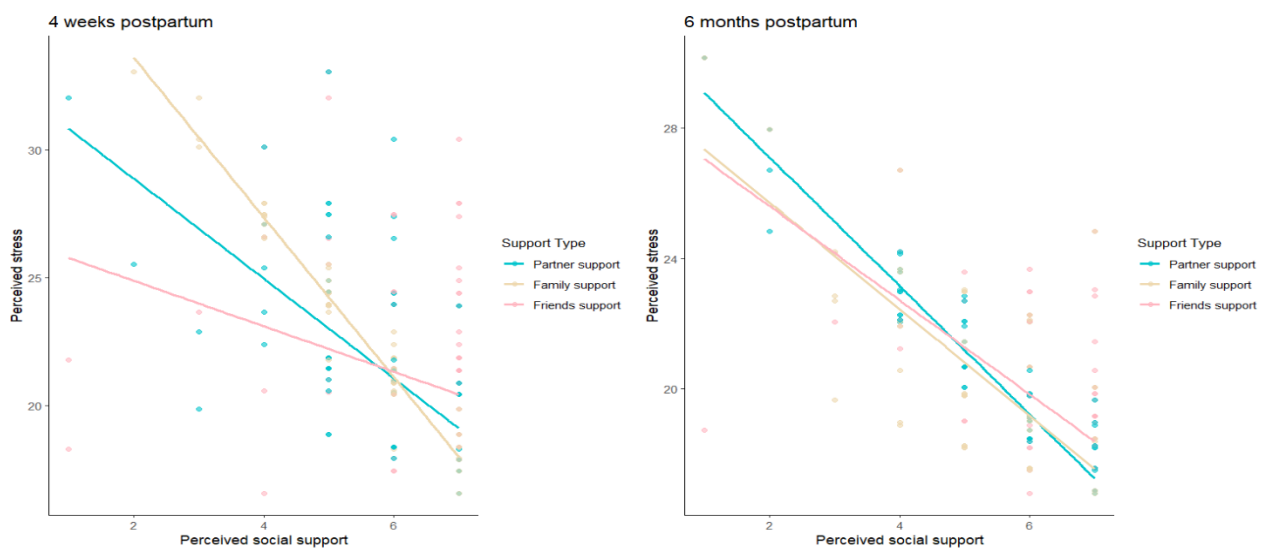 4 weeks postpartum
Perceived stress
30
25
20
2
4
6
Perceived social support
Support Type
Partner support
Family support
Friends support
6 months postpartum
Perceived stress
28
24
20
2
4
6
Perceived social support
Support Type
Partner support
Family support
Friends support